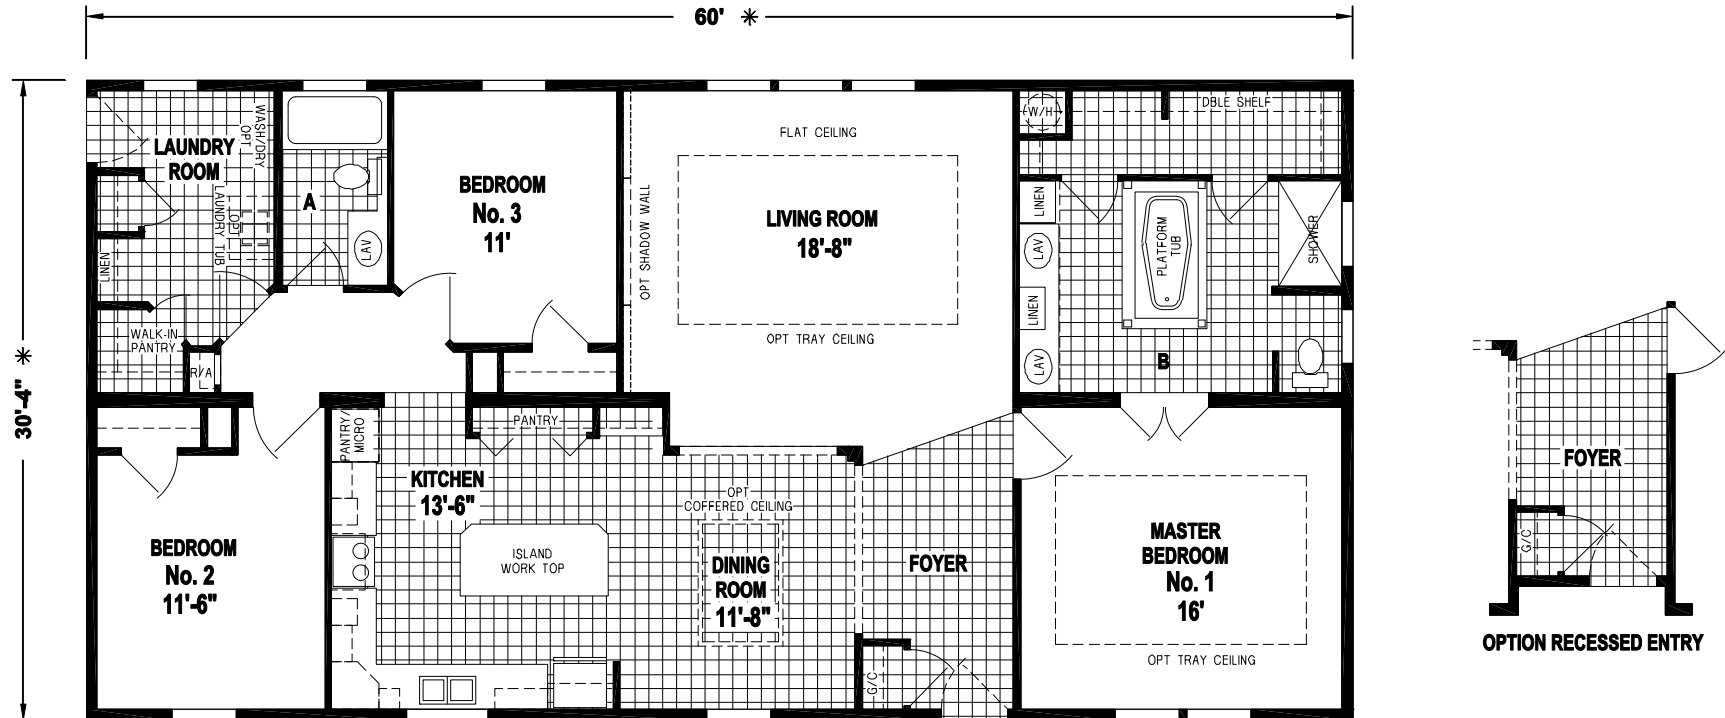 60' *
30'-4" *
LAUNDRY
ROOM
WASH/DRY
OPT
LAUNDRY TUB
OPT
LINEN
WALK-IN
PANTRY
R/A
A
LAV
BEDROOM
No. 3
11'
OPT SHADOW WALL
FLAT CEILING
LIVING ROOM
18'-8"
OPT TRAY CEILING
W/H
DBLE SHELF
LINEN
LAV
LINEN
LAV
PLATFORM
TUB
SHOWER
B
BEDROOM
No. 2
11'-6"
PANTRY/
MICRO
PANTRY
KITCHEN
13'-6"
ISLAND
WORK TOP
OPT
COFFERED CEILING
DINING
ROOM
11'-8"
FOYER
G/C
MASTER
BEDROOM
No. 1
16'
OPT TRAY CEILING
FOYER
G/C
OPTION RECESSED ENTRY